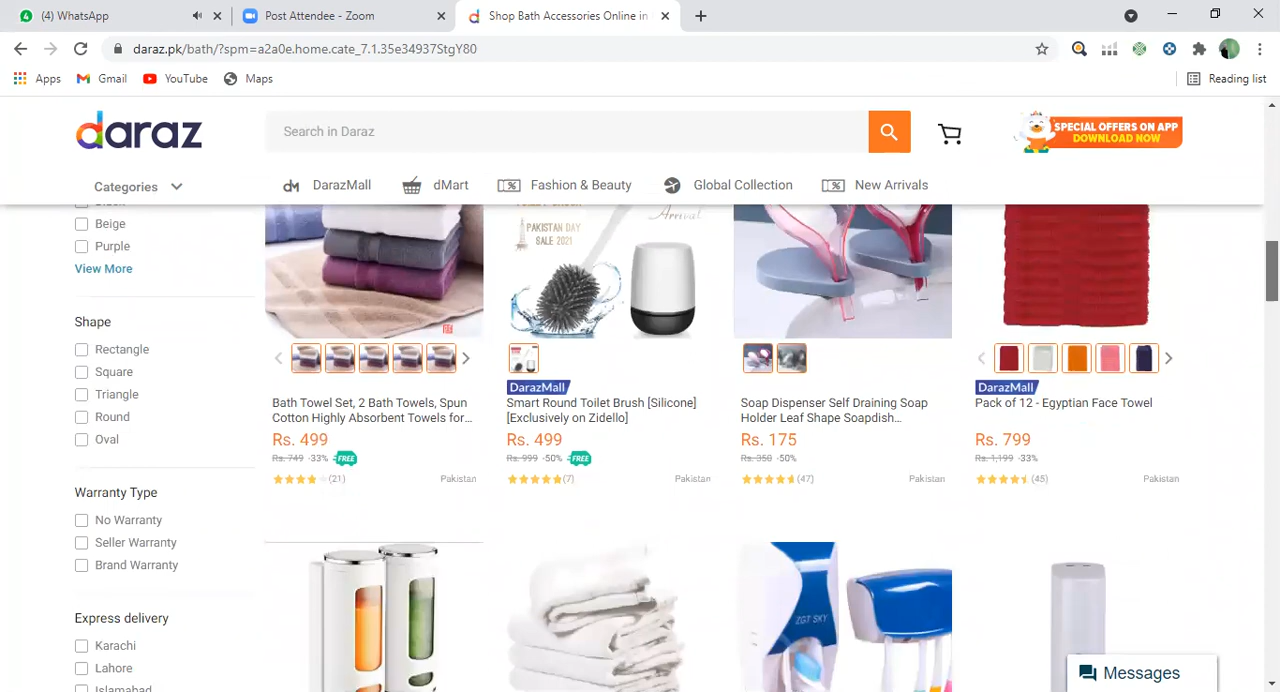 (4) WhatsApp
Post Attendee - Zoom
Shop Bath Accessories Online in
daraz.pk/bath/?spm=a2a0e.home.cate_7.1.35e34937StgY80
Apps
Gmail
YouTube
Maps
Reading list
daraz
Search in Daraz
SPECIAL OFFERS ON APP
DOWNLOAD NOW
Categories
DarazMall
dMart
Fashion & Beauty
Global Collection
New Arrivals
Beige
Purple
View More
Shape
Rectangle
Square
Triangle
Round
Oval
Warranty Type
No Warranty
Seller Warranty
Brand Warranty
Express delivery
Karachi
Lahore
Islamabad
Arrival
PAKISTAN DAY
SALE 2021
Bath Towel Set, 2 Bath Towels, Spun
Cotton Highly Absorbent Towels for...
Rs. 499
Rs. 749 -33% FREE
(21)
Pakistan
DarazMall
Smart Round Toilet Brush [Silicone]
[Exclusively on Zidello]
Rs. 499
Rs. 999 -50% FREE
(7)
Pakistan
Soap Dispenser Self Draining Soap
Holder Leaf Shape Soapdish...
Rs. 175
Rs. 350 -50%
(47)
Pakistan
DarazMall
Pack of 12 - Egyptian Face Towel
Rs. 799
Rs. 1,199 -33%
(45)
Pakistan
ZGT SKY
Messages